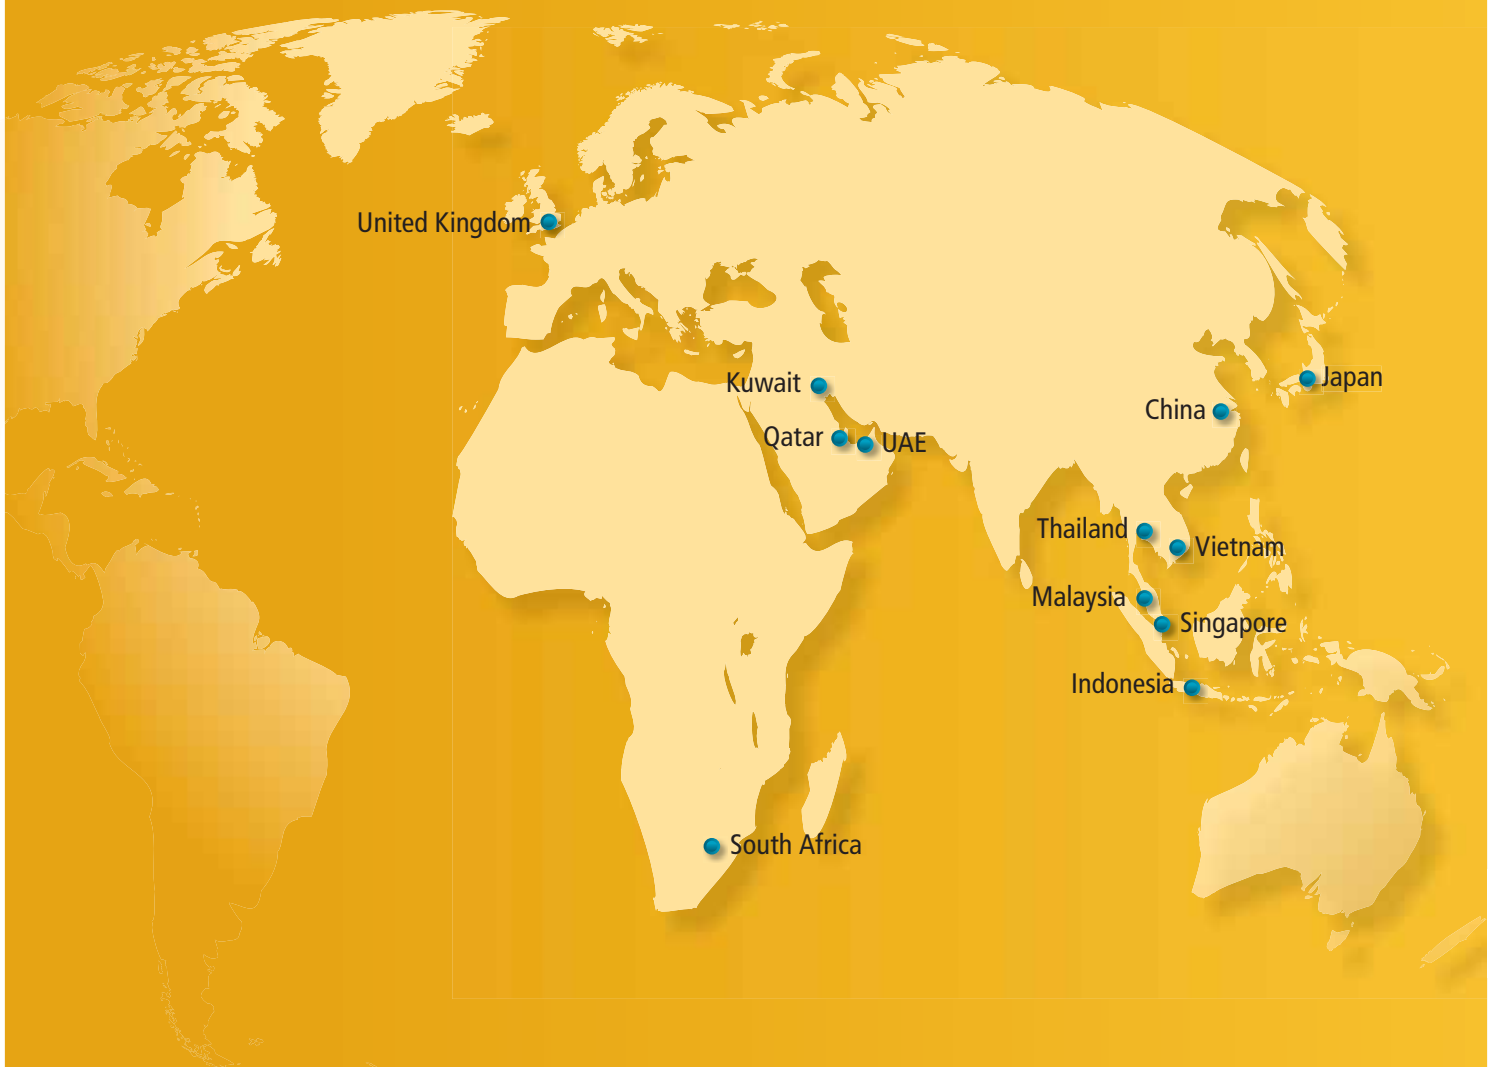 United Kingdom
Kuwait
Japan
China
Qatar
UAE
Thailand
Vietnam
Malaysia
Singapore
Indonesia
South Africa